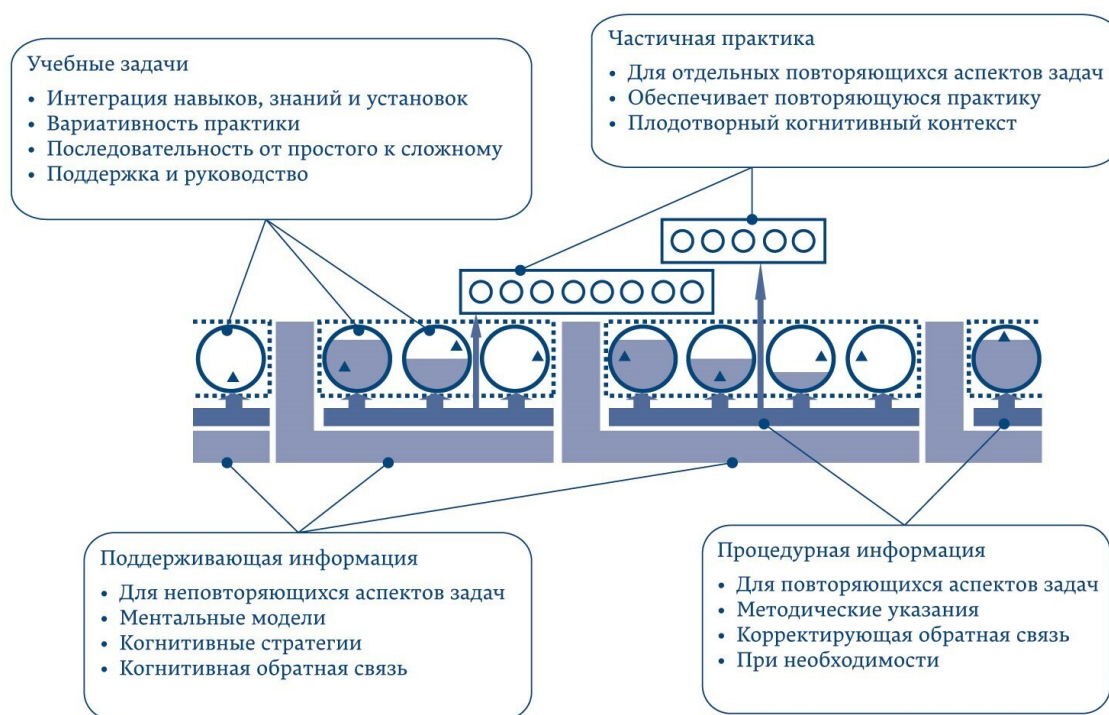 Учебные задачи
• Интеграция навыков, знаний и установок
• Вариативность практики
• Последовательность от простого к сложному
• Поддержка и руководство
Частичная практика
• Для отдельных повторяющихся аспектов задач
• Обеспечивает повторяющуюся практику
• Плодотворный когнитивный контекст
Поддерживающая информация
• Для неповторяющихся аспектов задач
• Ментальные модели
• Когнитивные стратегии
• Когнитивная обратная связь
Процедурная информация
• Для повторяющихся аспектов задач
• Методические указания
• Корректирующая обратная связь
• При необходимости